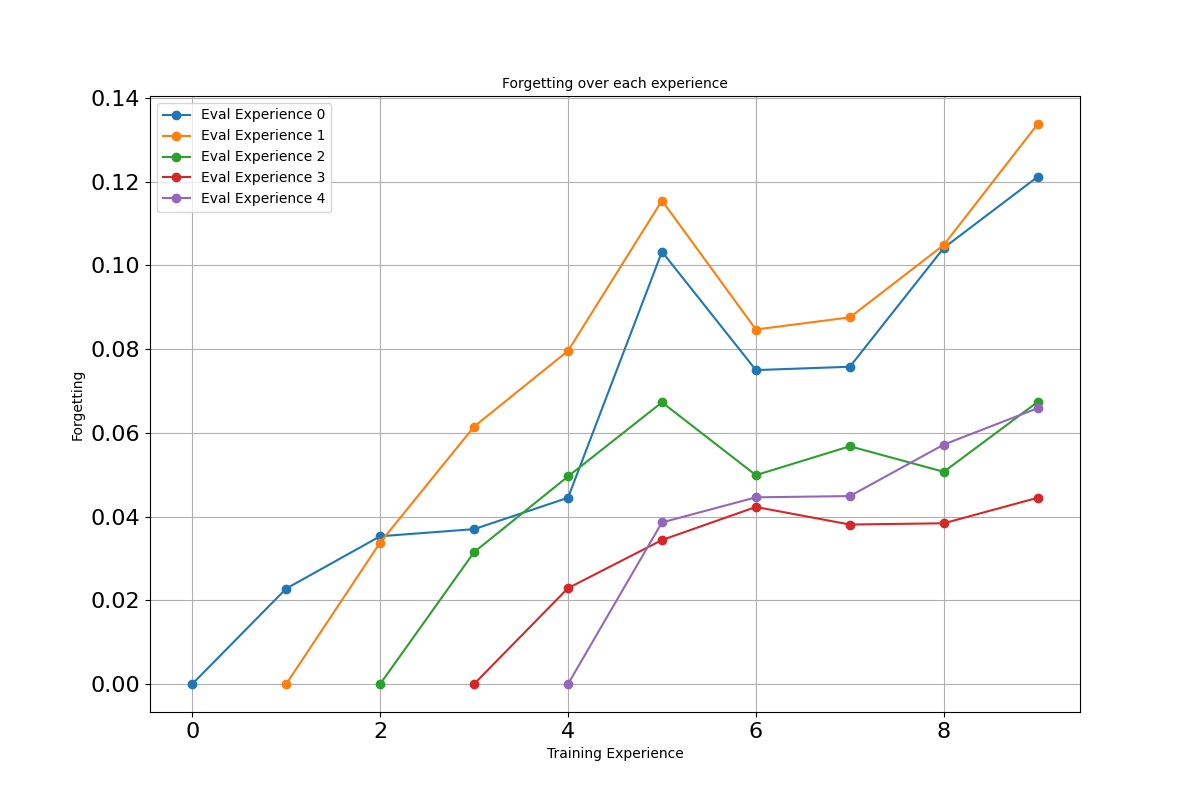 Forgetting over each experience
0.14
0.12
0.10
0.08
0.06
0.04
0.02
0.00
Forgetting
Eval Experience 0
Eval Experience 1
Eval Experience 2
Eval Experience 3
Eval Experience 4
0 2 4 6 8
Training Experience